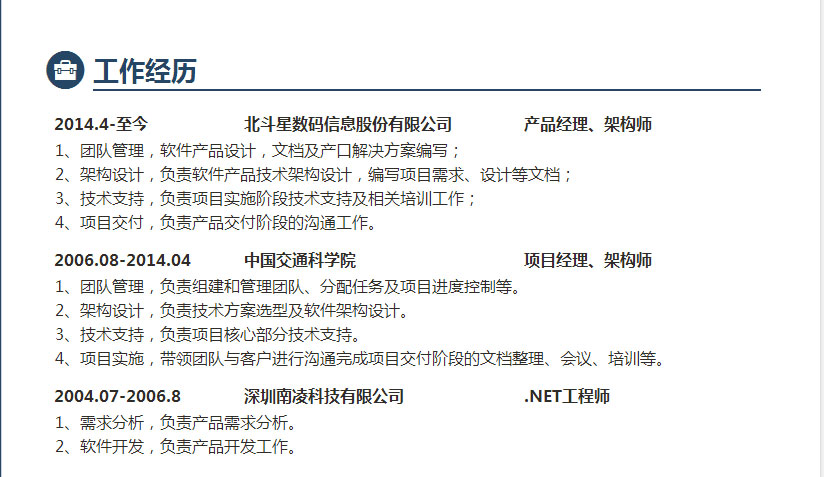 工作经历
2014.4-至今 北斗星数码信息股份有限公司 产品经理、架构师
1、团队管理，软件产品设计，文档及产口解决方案编写；
2、架构设计，负责软件产品技术架构设计，编写项目需求、设计等文档；
3、技术支持，负责项目实施阶段技术支持及相关培训工作；
4、项目交付，负责产品交付阶段的沟通工作。
2006.08-2014.04 中国交通科学院 项目经理、架构师
1、团队管理，负责组建和管理团队、分配任务及项目进度控制等。
2、架构设计，负责技术方案选型及软件架构设计。
3、技术支持，负责项目核心部分技术支持。
4、项目实施，带领团队与客户进行沟通完成项目交付阶段的文档整理、会议、培训等。
2004.07-2006.8 深圳南凌科技有限公司 .NET工程师
1、需求分析，负责产品需求分析。
2、软件开发，负责产品开发工作。